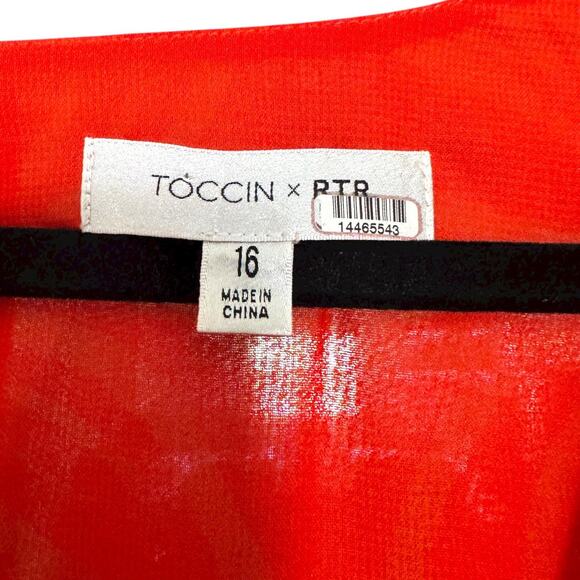 TOCCIN × RTR
14465543
16
MADE IN
CHINA